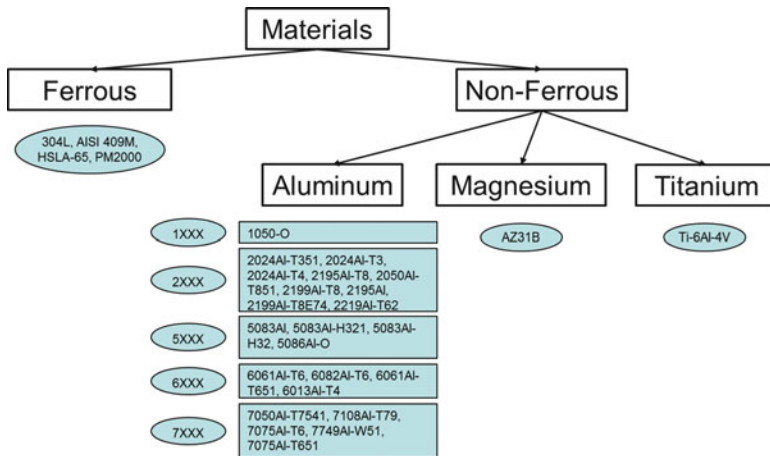 Materials
Ferrous
Non-Ferrous
304L, AISI 409M,
HSLA-65, PM2000
Aluminum
Magnesium
Titanium
1XXX
1050-O
AZ31B
Ti-6Al-4V
2XXX
2024Al-T351, 2024Al-T3,
2024Al-T4, 2195Al-T8, 2050Al-
T851, 2199Al-T8, 2195Al,
2199Al-T8E74, 2219Al-T62
5XXX
5083Al, 5083Al-H321, 5083Al-
H32, 5086Al-O
6XXX
6061Al-T6, 6082Al-T6, 6061Al-
T651, 6013Al-T4
7XXX
7050Al-T7541, 7108Al-T79,
7075Al-T6, 7749Al-W51,
7075Al-T651